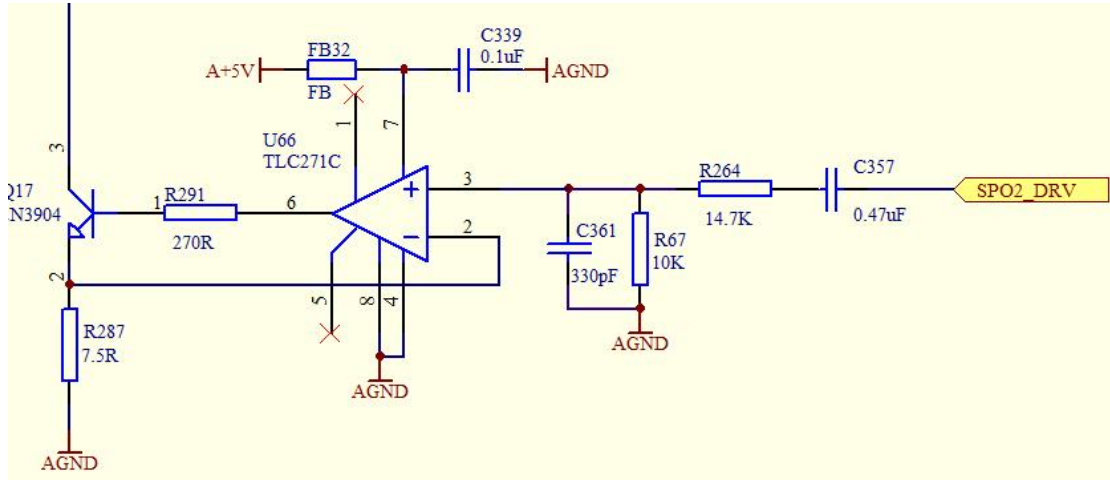 C339
0.1uF
FB32
A+5V
AGND
FB
1
7
U66
TLC271C
3
Q17
N3904
1
R291
270R
6
3
2
R264
14.7K
C357
0.47uF
SPO2_DRV
C361
330pF
R67
10K
2
5
8
4
R287
7.5R
AGND
AGND
AGND